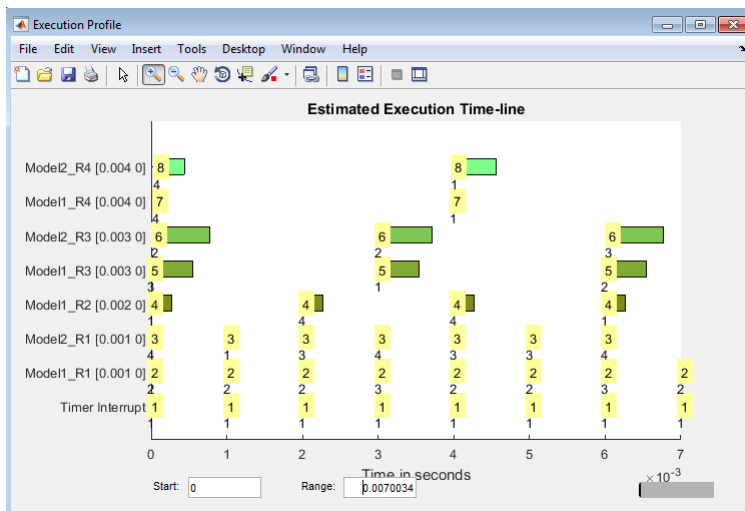 Execution Profile
File Edit View Insert Tools Desktop Window Help
Estimated Execution Time-line
Model2_R4 [0.004 0] 8 8
4 1
Model1_R4 [0.004 0] 7 7
4 1
Model2_R3 [0.003 0] 6 6 6
2 2 3
Model1_R3 [0.003 0] 5 5 5
3 1 2
Model1_R2 [0.002 0] 4 4 4 4
1 4 4 1
Model2_R1 [0.001 0] 3 3 3 3 3 3 3
4 1 3 4 3 3 4
Model1_R1 [0.001 0] 2 2 2 2 2 2 2 2
2 2 2 3 2 2 3 2
Timer Interrupt 1 1 1 1 1 1 1 1
1 1 1 1 1 1 1 1
0 1 2 3 4 5 6 7
Time in seconds
×10-3
Start: 0 Range: 0.0070034